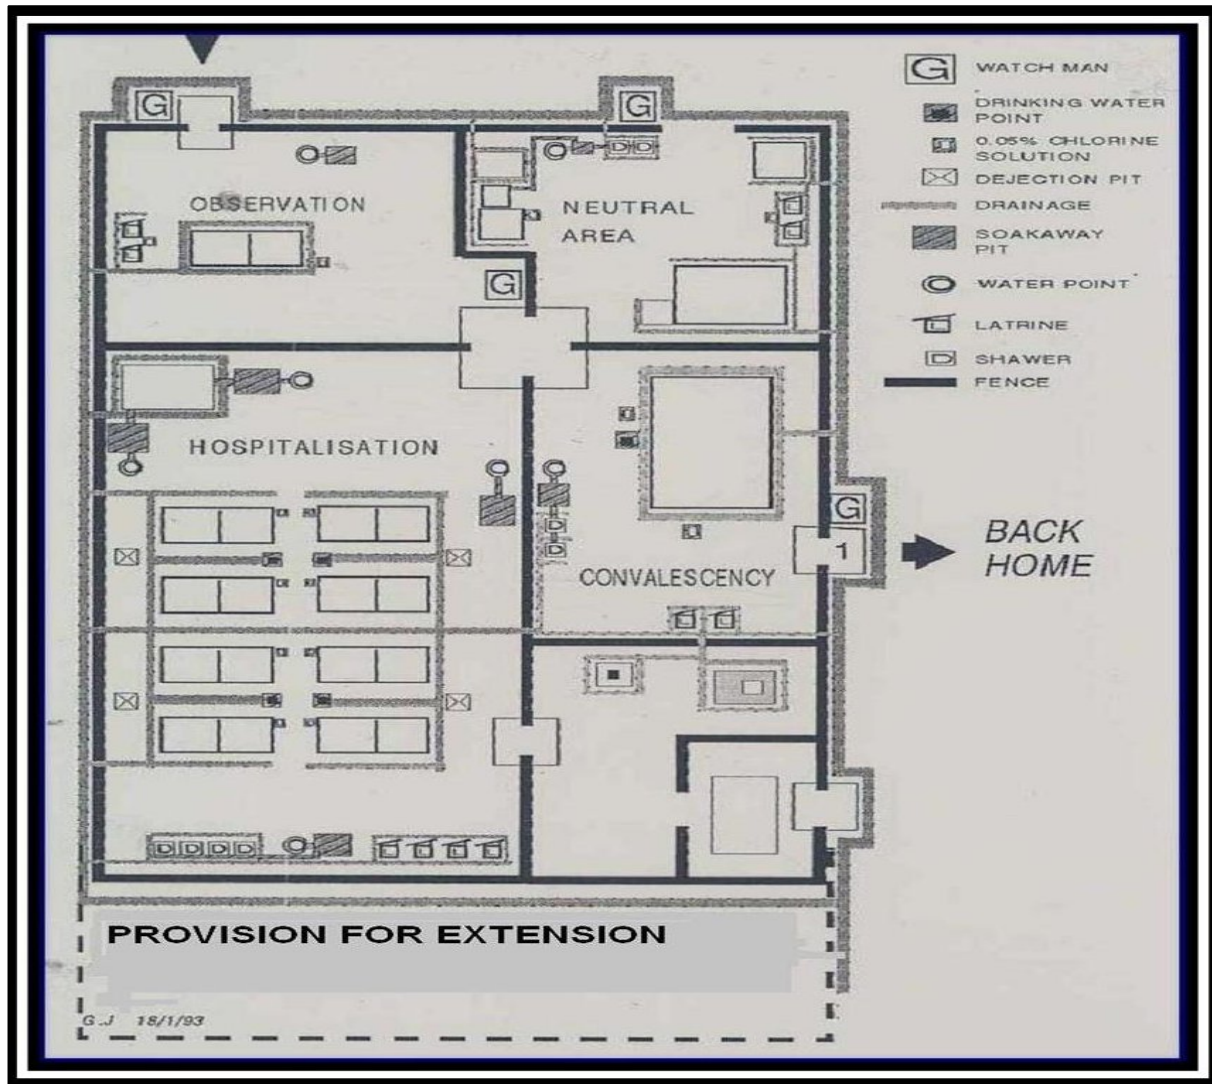 G
G
G WATCH MAN
DRINKING WATER
POINT
0.05% CHLORINE
SOLUTION
DEJECTION PIT
DRAINAGE
SOAKAWAY
PIT
WATER POINT
LATRINE
D SHAWER
FENCE
D D
OBSERVATION
NEUTRAL
AREA
G
HOSPITALISATION
G
D
D
1
BACK
HOME
CONVALESCENCY
D D D D
PROVISION FOR EXTENSION
G.J 18/1/93